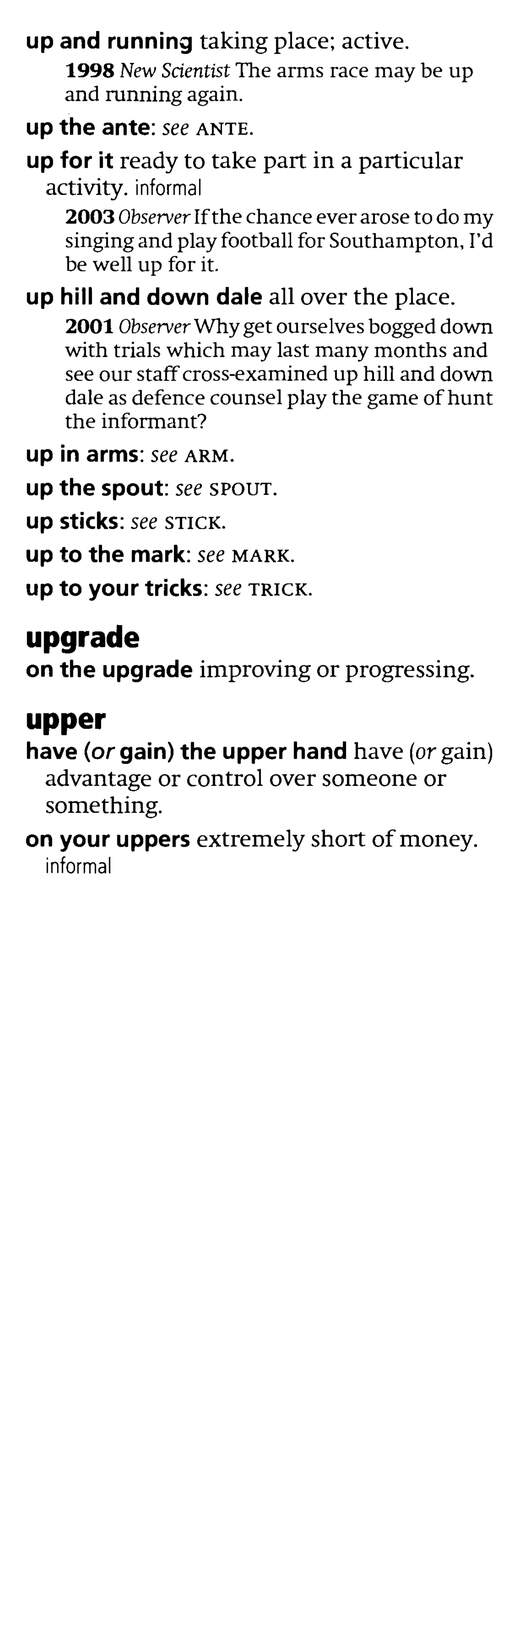 up and running taking place; active.
1998 New Scientist The arms race may be up
and running again.
up the ante: see ANTE.
up for it ready to take part in a particular
activity. informal
2003 Observer If the chance ever arose to do my
singing and play football for Southampton, I'd
be well up for it.
up hill and down dale all over the place.
2001 Observer Why get ourselves bogged down
with trials which may last many months and
see our staff cross-examined up hill and down
dale as defence counsel play the game of hunt
the informant?
up in arms: see ARM.
up the spout: see SPOUT.
up sticks: see STICK.
up to the mark: see MARK.
up to your tricks: see TRICK.
upgrade
on the upgrade improving or progressing.
upper
have (or gain) the upper hand have (or gain)
advantage or control over someone or
something.
on your uppers extremely short of money.
informal